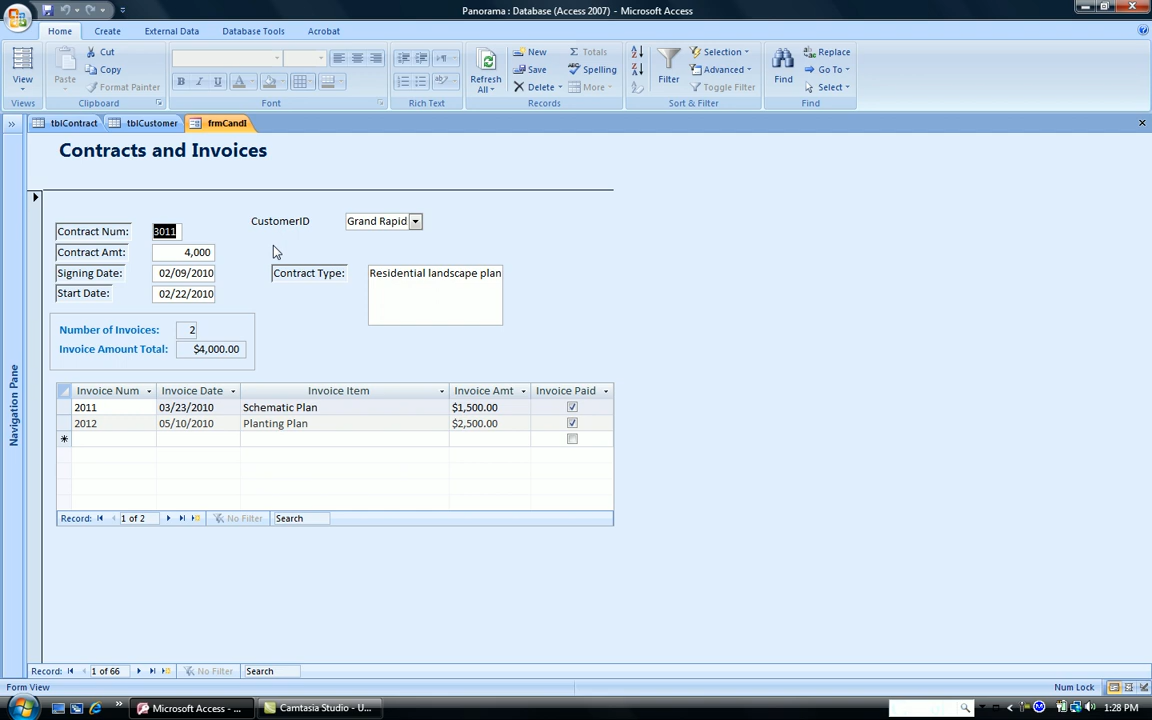 Panorama : Database (Access 2007) - Microsoft Access
Home Create External Data Database Tools Acrobat
View
Views
Paste
Cut
Copy
Format Painter
Clipboard
B I U A
Font
Rich Text
Refresh All
New
Save
Delete
Totals
Spelling
More
Records
Filter
Selection
Advanced
Toggle Filter
Sort & Filter
Find
Replace
Go To
Select
Find
» tblContract tblCustomer frmCandI
Navigation Pane
Contracts and Invoices
Contract Num: 3011
CustomerID Grand Rapid
Contract Amt: 4,000
Signing Date: 02/09/2010
Contract Type: Residential landscape plan
Start Date: 02/22/2010
Number of Invoices: 2
Invoice Amount Total: $4,000.00
Invoice Num Invoice Date Invoice Item Invoice Amt Invoice Paid
2011 03/23/2010 Schematic Plan $1,500.00
2012 05/10/2010 Planting Plan $2,500.00
Record: 1 of 2 No Filter Search
Record: 1 of 66 No Filter Search
Form View Num Lock
Microsoft Access - ... Camtasia Studio - U... 1:28 PM